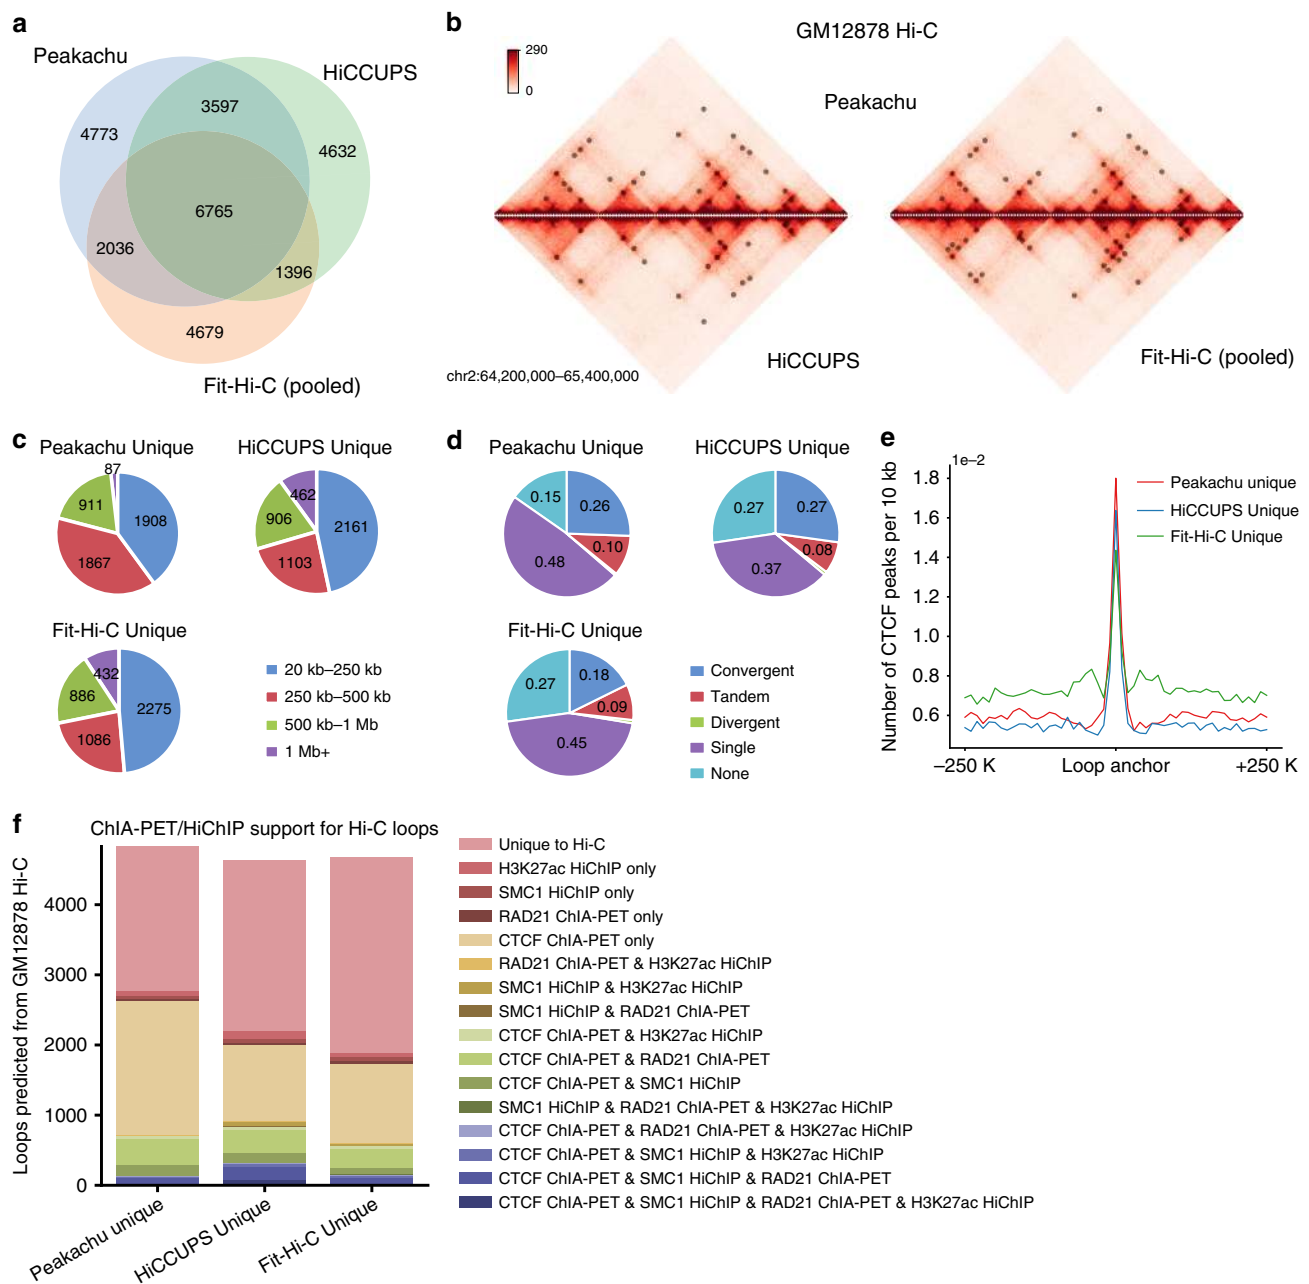 a
Peakachu
HiCCUPS
3597
4773
4632
6765
2036
1396
4679
Fit-Hi-C (pooled)
b
GM12878 Hi-C
290
0
Peakachu
HiCCUPS
Fit-Hi-C (pooled)
chr2:64,200,000–65,400,000
c
Peakachu Unique
87
911
1908
1867
HiCCUPS Unique
462
906
2161
1103
Fit-Hi-C Unique
432
886
2275
1086
20 kb–250 kb
250 kb–500 kb
500 kb–1 Mb
1 Mb+
d
Peakachu Unique
0.15
0.26
0.10
0.48
HiCCUPS Unique
0.27
0.27
0.08
0.37
Fit-Hi-C Unique
0.27
0.18
0.09
0.45
Convergent
Tandem
Divergent
Single
None
e
1e–2
Number of CTCF peaks per 10 kb
1.8
1.6
1.4
1.2
1.0
0.8
0.6
Peakachu unique
HiCCUPS Unique
Fit-Hi-C Unique
–250 K
Loop anchor
+250 K
f
ChIA-PET/HiChIP support for Hi-C loops
Loops predicted from GM12878 Hi-C
4000
3000
2000
1000
0
Peakachu unique
HiCCUPS Unique
Fit-Hi-C Unique
Unique to Hi-C
H3K27ac HiChIP only
SMC1 HiChIP only
RAD21 ChIA-PET only
CTCF ChIA-PET only
RAD21 ChIA-PET & H3K27ac HiChIP
SMC1 HiChIP & H3K27ac HiChIP
SMC1 HiChIP & RAD21 ChIA-PET
CTCF ChIA-PET & H3K27ac HiChIP
CTCF ChIA-PET & RAD21 ChIA-PET
CTCF ChIA-PET & SMC1 HiChIP
SMC1 HiChIP & RAD21 ChIA-PET & H3K27ac HiChIP
CTCF ChIA-PET & RAD21 ChIA-PET & H3K27ac HiChIP
CTCF ChIA-PET & SMC1 HiChIP & H3K27ac HiChIP
CTCF ChIA-PET & SMC1 HiChIP & RAD21 ChIA-PET
CTCF ChIA-PET & SMC1 HiChIP & RAD21 ChIA-PET & H3K27ac HiChIP